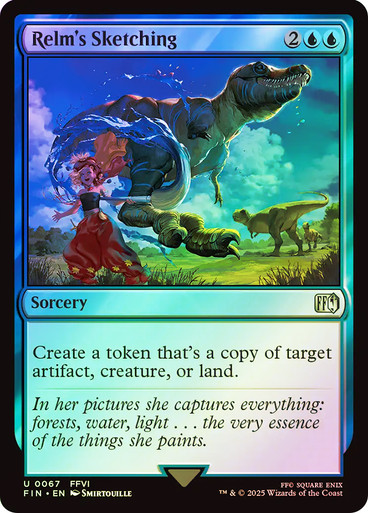 Relm's Sketching 2
Sorcery
Create a token that's a copy of target
artifact, creature, or land.
In her pictures she captures everything:
forests, water, light . . . the very essence
of the things she paints.
U 0067 FFVI
FIN • EN Smirtouille
FF© SQUARE ENIX
™ & © 2025 Wizards of the Coast